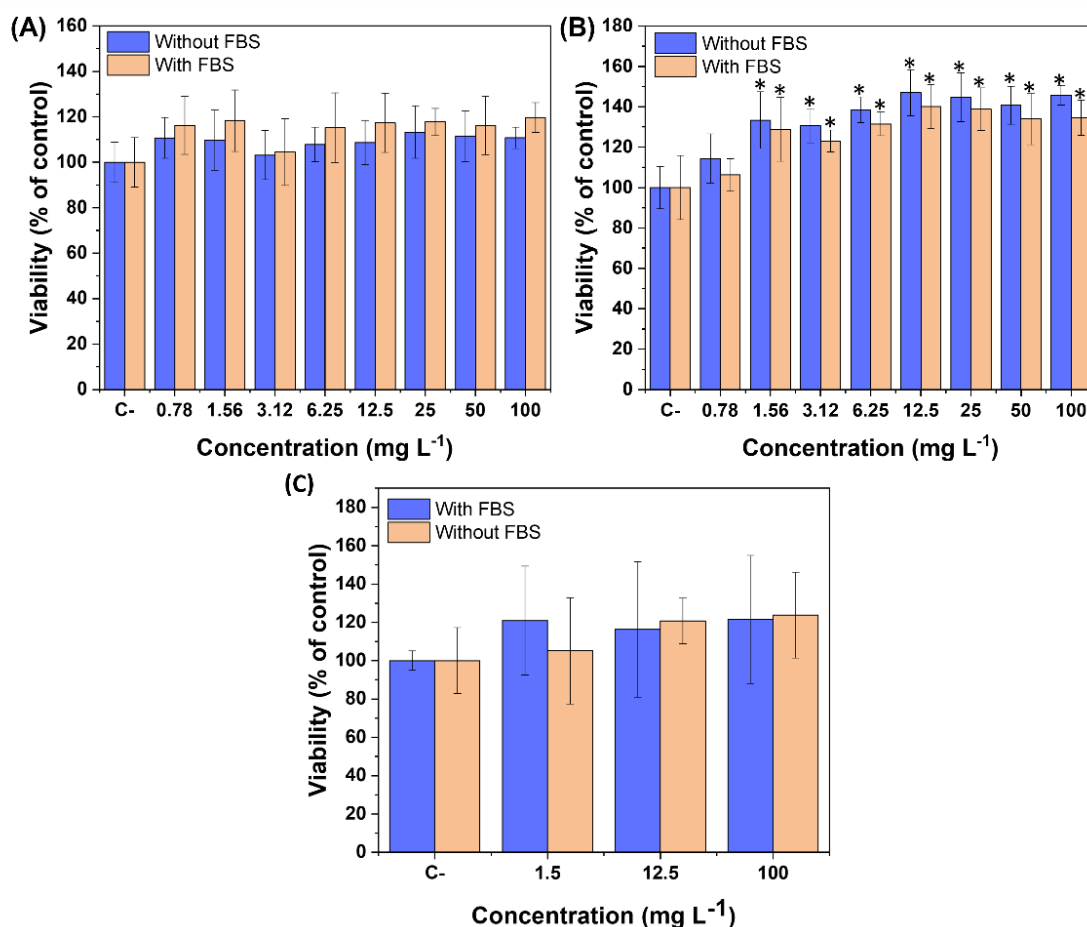 (A)
Without FBS
With FBS
160
140
120
100
80
60
40
20
0
Viability (% of control)
C- 0.78 1.56 3.12 6.25 12.5 25 50 100
Concentration (mg L⁻¹)
(B)
Without FBS
With FBS
* * * * * * * * * * * * * *
180
160
140
120
100
80
60
40
20
0
Viability (% of control)
C- 0.78 1.56 3.12 6.25 12.5 25 50 100
Concentration (mg L⁻¹)
(C)
With FBS
Without FBS
180
160
140
120
100
80
60
40
20
0
Viability (% of control)
C- 1.5 12.5 100
Concentration (mg L⁻¹)